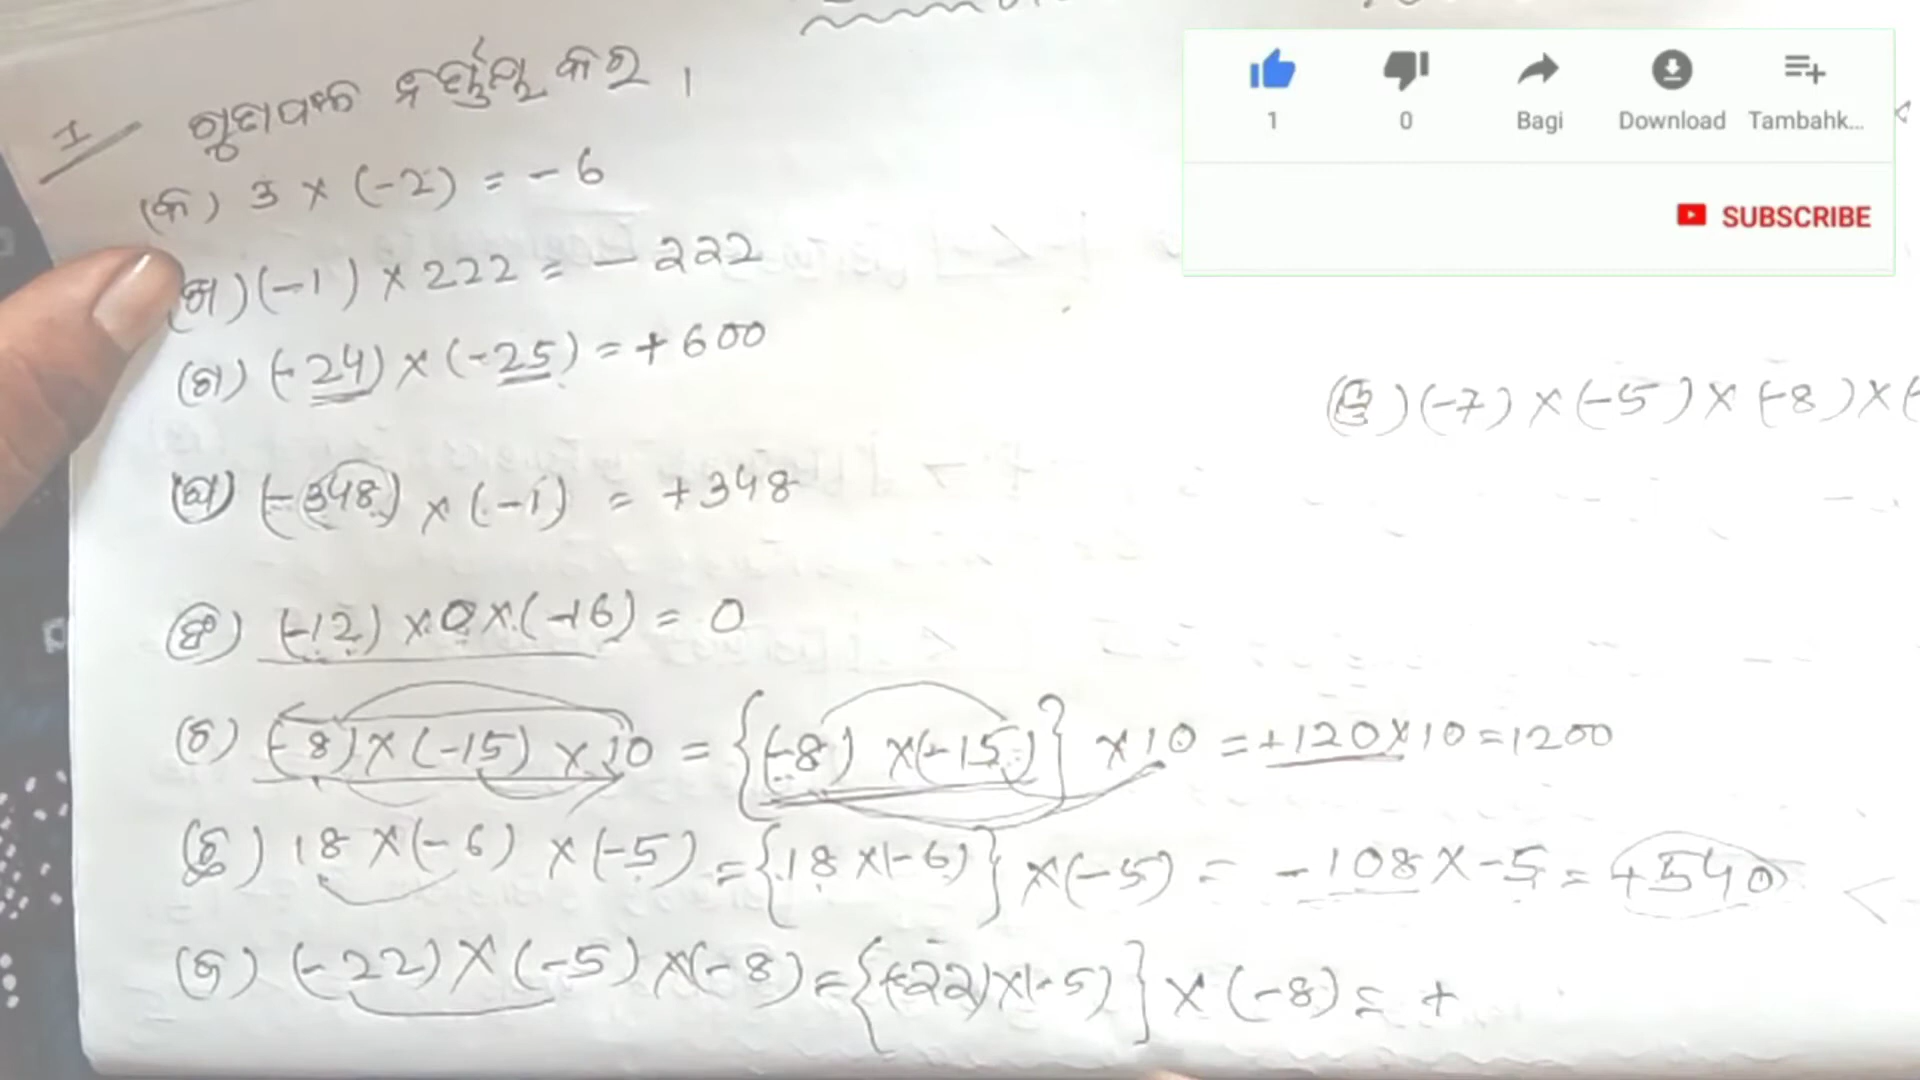 1 ଗୁଣଫଳ ନିର୍ଣ୍ଣୟ କର ।
(କ) 3 × (-2) = - 6
(ଖ) (-1) × 222 = - 222
(ଗ) (-24) × (-25) = + 600
(ଘ) (-348) × (-1) = +348
(ଙ) (-12) × 0 × (-16) = 0
(ଚ) (-8) × (-15) × 10 = {(-8) × (-15)} × 10 = +120 × 10 = 1200
(ଛ) 18 × (-6) × (-5) = {18 × (-6)} × (-5) = -108 × -5 = +540
(ଜ) (-22) × (-5) × (-8) = {(-22) × (-5)} × (-8) = +
(-7) × (-5) × (-8) × (-
1 0 Bagi Download Tambahk...
SUBSCRIBE